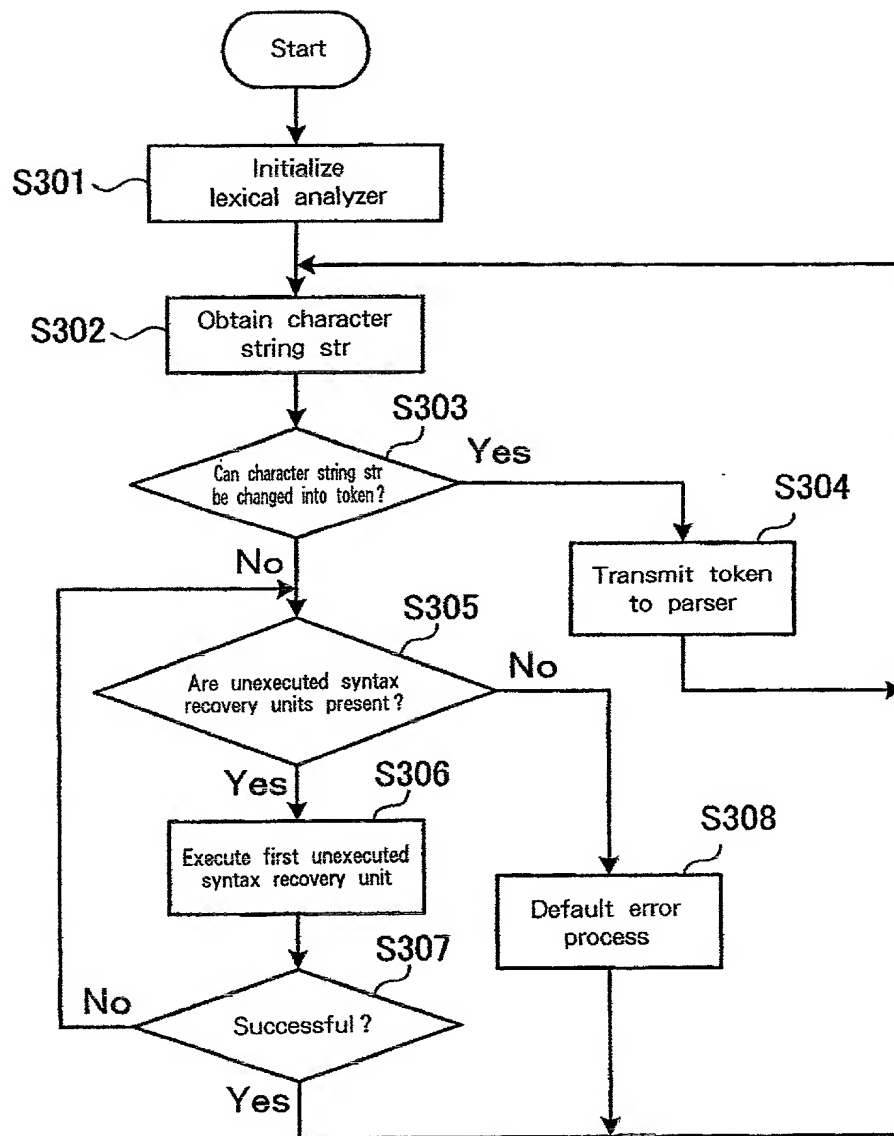 Start
Initialize
lexical analyzer
S301
Obtain character
string str
S302
S303
Can character string str
be changed into token?
Yes
No
S304
Transmit token
to parser
S305
Are unexecuted syntax
recovery units present?
No
Yes
S306
Execute first unexecuted
syntax recovery unit
S308
Default error
process
S307
Successful?
No
Yes